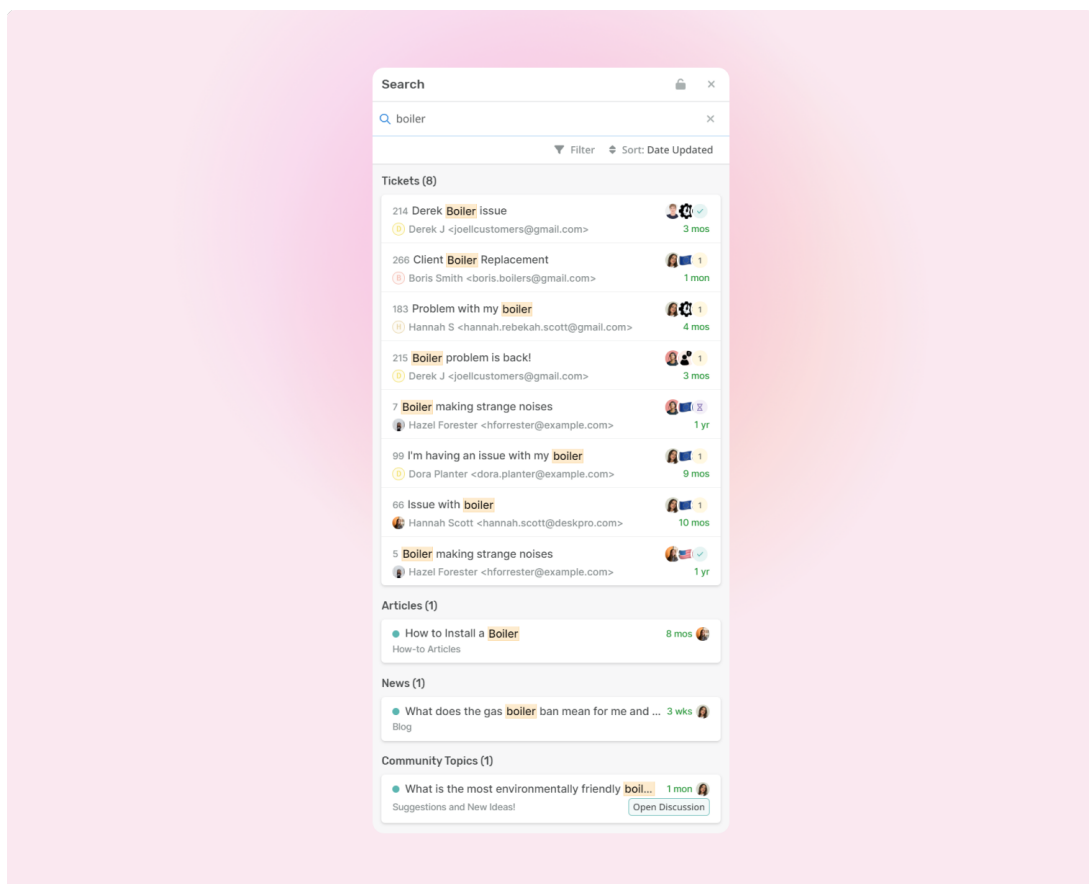 Search
boiler
Filter Sort: Date Updated
Tickets (8)
214 Derek Boiler issue
D Derek J <joellcustomers@gmail.com> 3 mos
266 Client Boiler Replacement 1
B Boris Smith <boris.boilers@gmail.com> 1 mon
183 Problem with my boiler 1
H Hannah S <hannah.rebekah.scott@gmail.com> 4 mos
215 Boiler problem is back! 1
D Derek J <joellcustomers@gmail.com> 3 mos
7 Boiler making strange noises
Hazel Forester <hforrester@example.com> 1 yr
99 I'm having an issue with my boiler 1
D Dora Planter <dora.planter@example.com> 9 mos
66 Issue with boiler 1
Hannah Scott <hannah.scott@deskpro.com> 10 mos
5 Boiler making strange noises
Hazel Forester <hforrester@example.com> 1 yr
Articles (1)
How to Install a Boiler 8 mos
How-to Articles
News (1)
What does the gas boiler ban mean for me and ... 3 wks
Blog
Community Topics (1)
What is the most environmentally friendly boil... 1 mon
Suggestions and New Ideas! Open Discussion